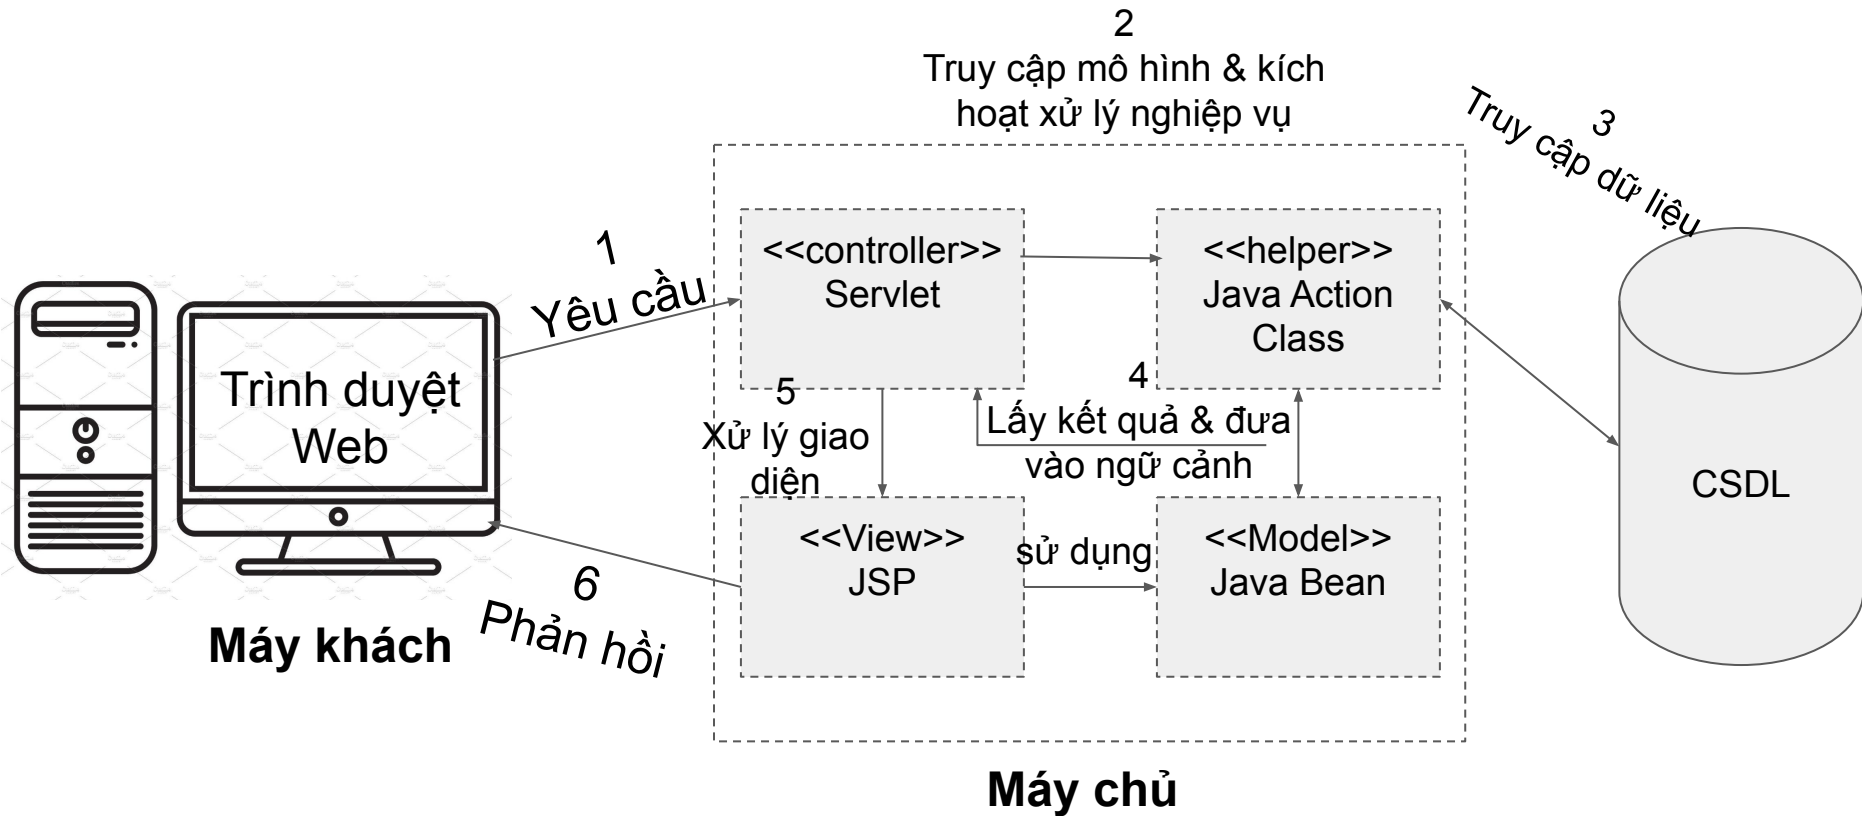 2
Truy cập mô hình & kích
hoạt xử lý nghiệp vụ
3
Truy cập dữ liệu
1
Yêu cầu
<<controller>>
Servlet
<<helper>>
Java Action
Class
Trình duyệt
Web
5
Xử lý giao
diện
4
Lấy kết quả & đưa
vào ngữ cảnh
CSDL
<<View>>
JSP
sử dụng
<<Model>>
Java Bean
6
Phản hồi
Máy khách
Máy chủ